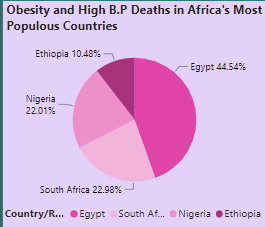 Obesity and High B.P Deaths in Africa's Most
Populous Countries
Ethiopia 10.48%
Egypt 44.54%
Nigeria
22.01%
South Africa 22.98%
Country/R... Egypt South Af... Nigeria Ethiopia